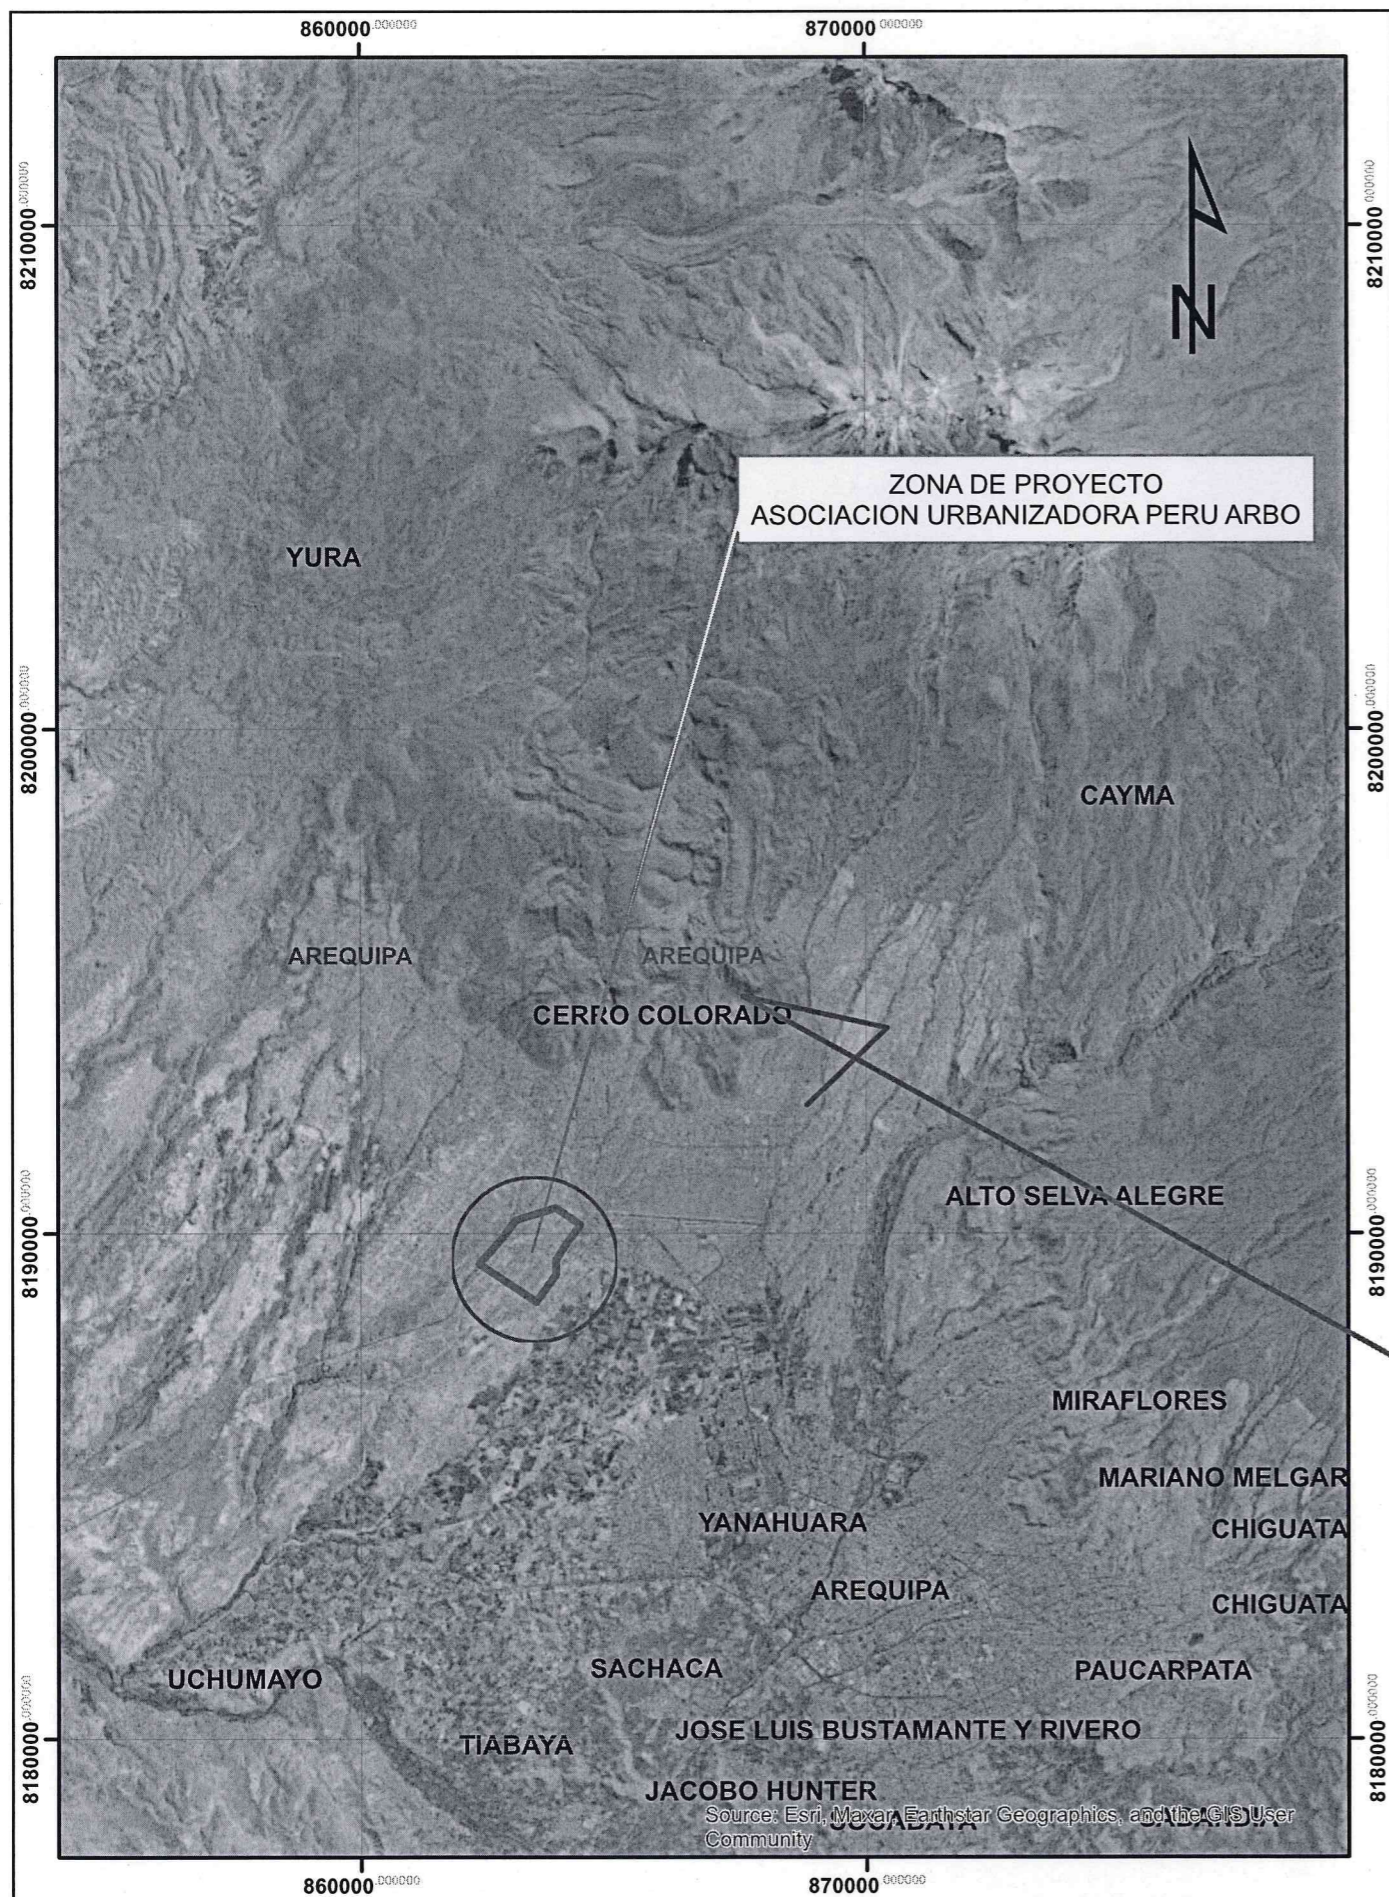 860000.000000
870000.000000
8210000.000000
8210000.000000
N
ZONA DE PROYECTO
ASOCIACION URBANIZADORA PERU ARBO
YURA
8200000.000000
8200000.000000
CAYMA
AREQUIPA
AREQUIPA
CERRO COLORADO
ALTO SELVA ALEGRE
8190000.000000
8190000.000000
MIRAFLORES
MARIANO MELGAR
YANAHUARA
CHIGUATA
AREQUIPA
CHIGUATA
UCHUMAYO
SACHACA
PAUCARPATA
8180000.000000
TIABAYA
JOSE LUIS BUSTAMANTE Y RIVERO
8180000.000000
JACOBO HUNTER
Source: Esri, Maxar, Earthstar Geographics, and the GIS User
Community
SOCABAYA
SABANDIA
860000.000000
870000.000000